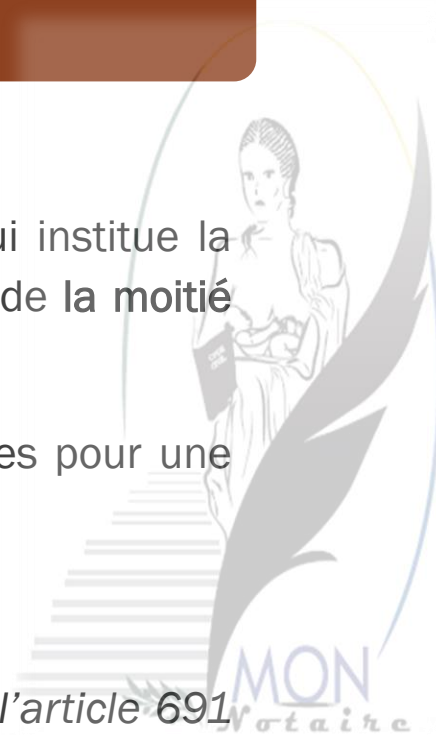 ui institue la
de la moitié
es pour une
l'article 691
MON
Notaire